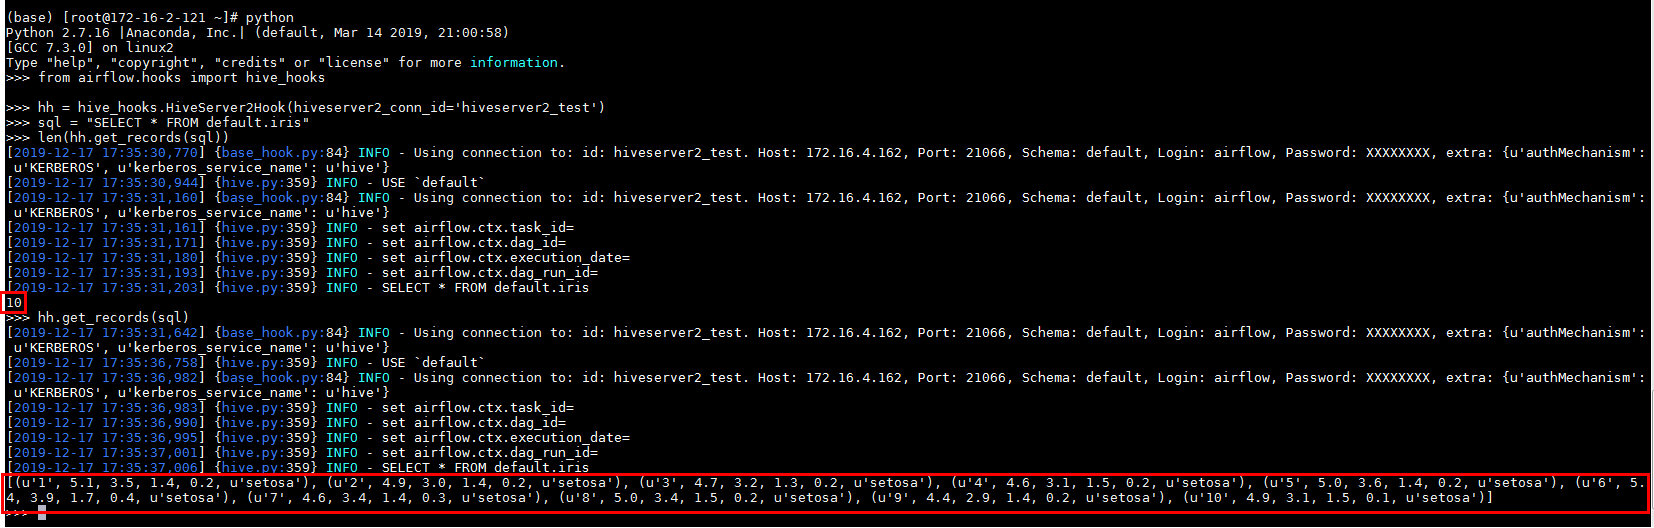 (base) [root@172-16-2-121 ~]# python
Python 2.7.16 |Anaconda, Inc.| (default, Mar 14 2019, 21:00:58)
[GCC 7.3.0] on linux2
Type "help", "copyright", "credits" or "license" for more information.
>>> from airflow.hooks import hive_hooks
>>> hh = hive_hooks.HiveServer2Hook(hiveserver2_conn_id='hiveserver2_test')
>>> sql = "SELECT * FROM default.iris"
>>> len(hh.get_records(sql))
[2019-12-17 17:35:30,770] {base_hook.py:84} INFO - Using connection to: id: hiveserver2_test. Host: 172.16.4.162, Port: 21066, Schema: default, Login: airflow, Password: XXXXXXXX, extra: {u'authMechanism':
u'KERBEROS', u'kerberos_service_name': u'hive'}
[2019-12-17 17:35:30,944] {hive.py:359} INFO - USE `default`
[2019-12-17 17:35:31,160] {base_hook.py:84} INFO - Using connection to: id: hiveserver2_test. Host: 172.16.4.162, Port: 21066, Schema: default, Login: airflow, Password: XXXXXXXX, extra: {u'authMechanism':
u'KERBEROS', u'kerberos_service_name': u'hive'}
[2019-12-17 17:35:31,161] {hive.py:359} INFO - set airflow.ctx.task_id=
[2019-12-17 17:35:31,171] {hive.py:359} INFO - set airflow.ctx.dag_id=
[2019-12-17 17:35:31,180] {hive.py:359} INFO - set airflow.ctx.execution_date=
[2019-12-17 17:35:31,193] {hive.py:359} INFO - set airflow.ctx.dag_run_id=
[2019-12-17 17:35:31,203] {hive.py:359} INFO - SELECT * FROM default.iris
10
>>> hh.get_records(sql)
[2019-12-17 17:35:36,642] {base_hook.py:84} INFO - Using connection to: id: hiveserver2_test. Host: 172.16.4.162, Port: 21066, Schema: default, Login: airflow, Password: XXXXXXXX, extra: {u'authMechanism':
u'KERBEROS', u'kerberos_service_name': u'hive'}
[2019-12-17 17:35:36,758] {hive.py:359} INFO - USE `default`
[2019-12-17 17:35:36,982] {base_hook.py:84} INFO - Using connection to: id: hiveserver2_test. Host: 172.16.4.162, Port: 21066, Schema: default, Login: airflow, Password: XXXXXXXX, extra: {u'authMechanism':
u'KERBEROS', u'kerberos_service_name': u'hive'}
[2019-12-17 17:35:36,983] {hive.py:359} INFO - set airflow.ctx.task_id=
[2019-12-17 17:35:36,990] {hive.py:359} INFO - set airflow.ctx.dag_id=
[2019-12-17 17:35:36,995] {hive.py:359} INFO - set airflow.ctx.execution_date=
[2019-12-17 17:35:37,001] {hive.py:359} INFO - set airflow.ctx.dag_run_id=
[2019-12-17 17:35:37,006] {hive.py:359} INFO - SELECT * FROM default.iris
[(u'1', 5.1, 3.5, 1.4, 0.2, u'setosa'), (u'2', 4.9, 3.0, 1.4, 0.2, u'setosa'), (u'3', 4.7, 3.2, 1.3, 0.2, u'setosa'), (u'4', 4.6, 3.1, 1.5, 0.2, u'setosa'), (u'5', 5.0, 3.6, 1.4, 0.2, u'setosa'), (u'6', 5.
4, 3.9, 1.7, 0.4, u'setosa'), (u'7', 4.6, 3.4, 1.4, 0.3, u'setosa'), (u'8', 5.0, 3.4, 1.5, 0.2, u'setosa'), (u'9', 4.4, 2.9, 1.4, 0.2, u'setosa'), (u'10', 4.9, 3.1, 1.5, 0.1, u'setosa')]
>>>